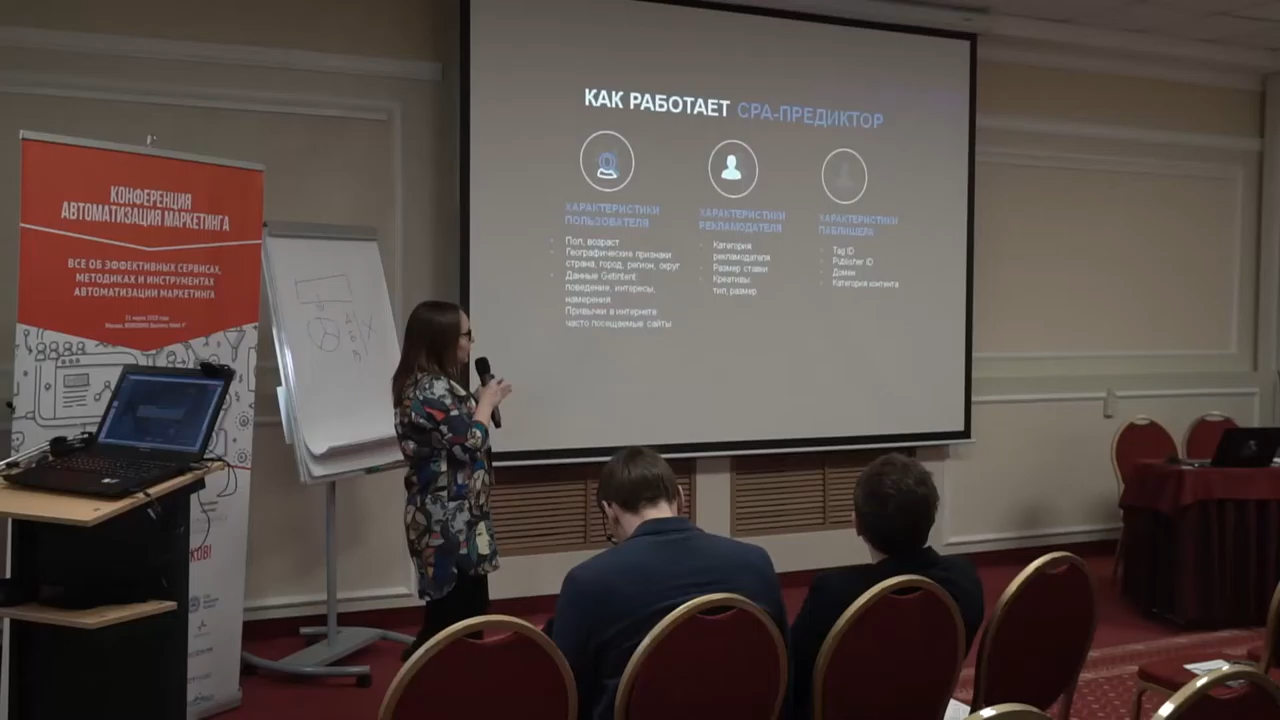 КОНФЕРЕНЦИЯ
АВТОМАТИЗАЦИЯ МАРКЕТИНГА
ВСЕ ОБ ЭФФЕКТИВНЫХ СЕРВИСАХ,
МЕТОДИКАХ И ИНСТРУМЕНТАХ
АВТОМАТИЗАЦИИ МАРКЕТИНГА
КАК РАБОТАЕТ CPA-ПРЕДИКТОР
ХАРАКТЕРИСТИКИ
ПОЛЬЗОВАТЕЛЯ
Пол, возраст
Географические признаки
страна, город, регион, округ
Данные Getintent:
поведение, интересы,
намерения.
Привычки в интернете
часто посещаемые сайты
ХАРАКТЕРИСТИКИ
РЕКЛАМОДАТЕЛЯ
Категория
рекламодателя
Размер ставки
Креативы:
тип, размер
ХАРАКТЕРИСТИКИ
ПАБЛИШЕРА
Tag ID
Publisher ID
Домен
Категория контента